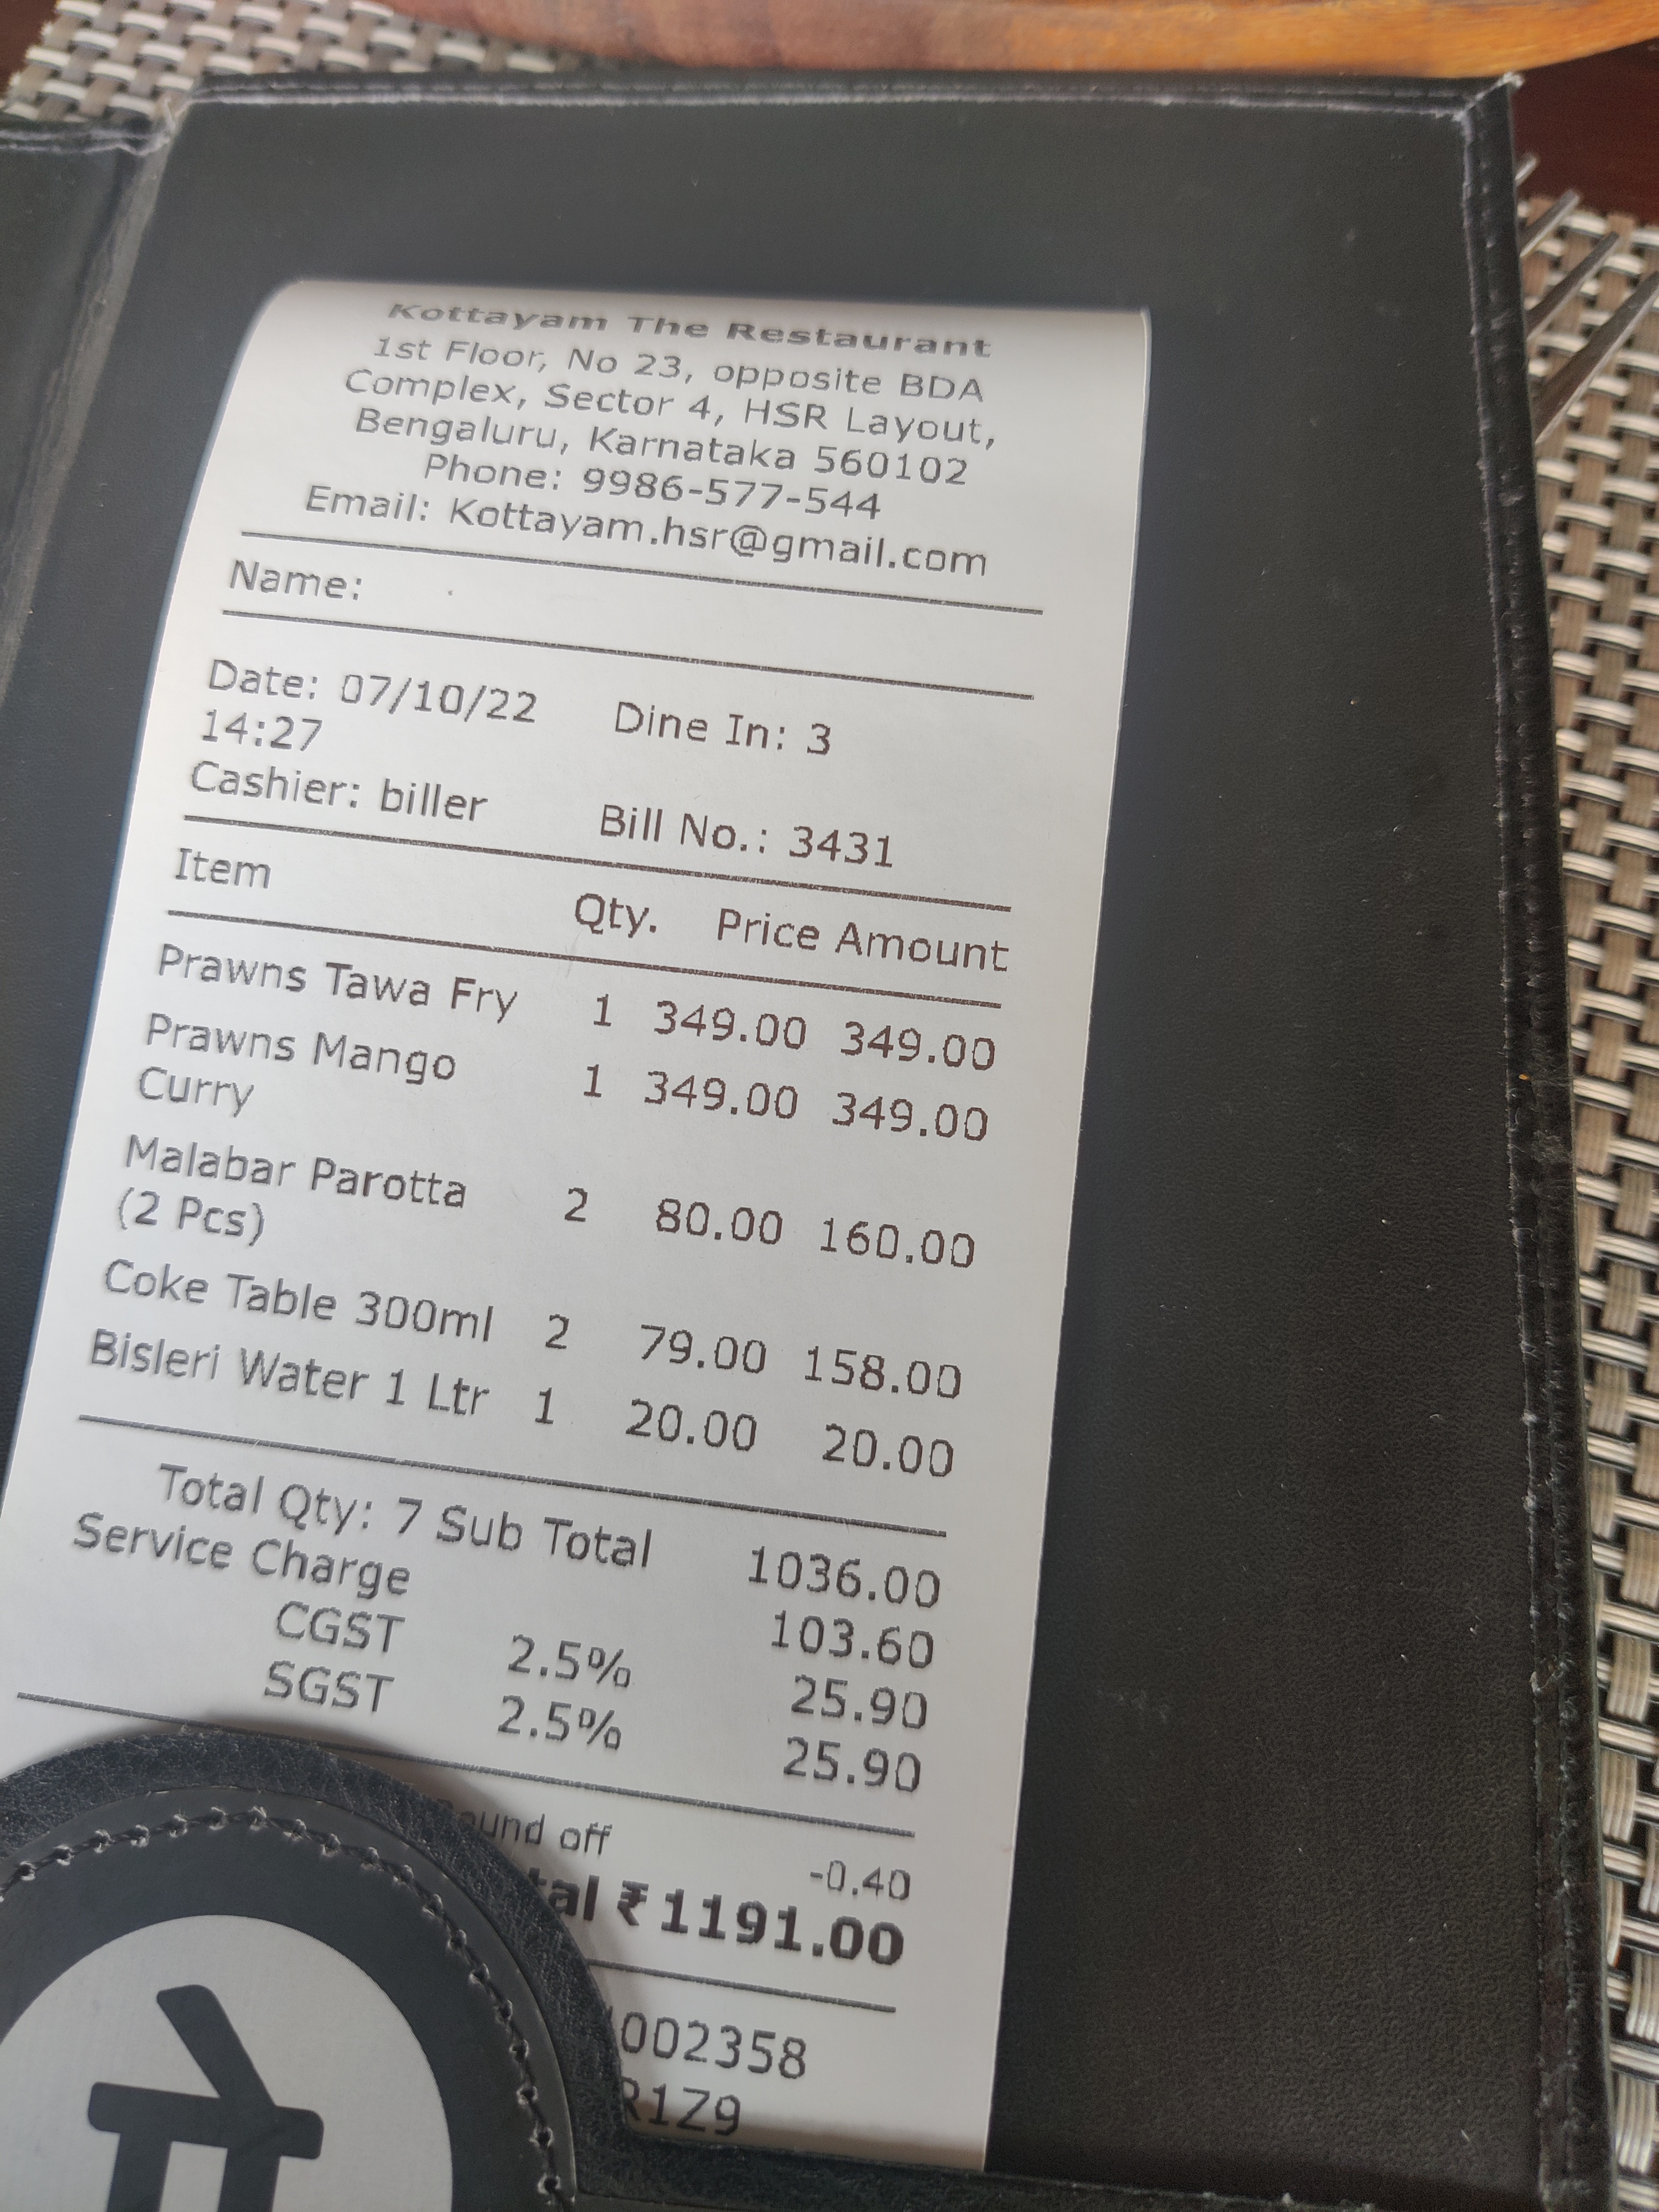 Kottayam The Restaurant
1st Floor, No 23, opposite BDA
Complex, Sector 4, HSR Layout,
Bengaluru, Karnataka 560102
Phone: 9986-577-544
Email: Kottayam.hsr@gmail.com
Name:
Date: 07/10/22 Dine In: 3
14:27
Cashier: biller Bill No.: 3431
Item Qty. Price Amount
Prawns Tawa Fry 1 349.00 349.00
Prawns Mango 1 349.00 349.00
Curry
Malabar Parotta 2 80.00 160.00
(2 Pcs)
Coke Table 300ml 2 79.00 158.00
Bisleri Water 1 Ltr 1 20.00 20.00
Total Qty: 7 Sub Total 1036.00
Service Charge 103.60
CGST 2.5% 25.90
SGST 2.5% 25.90
off -0.40
₹1191.00
002358
R1Z9
पे